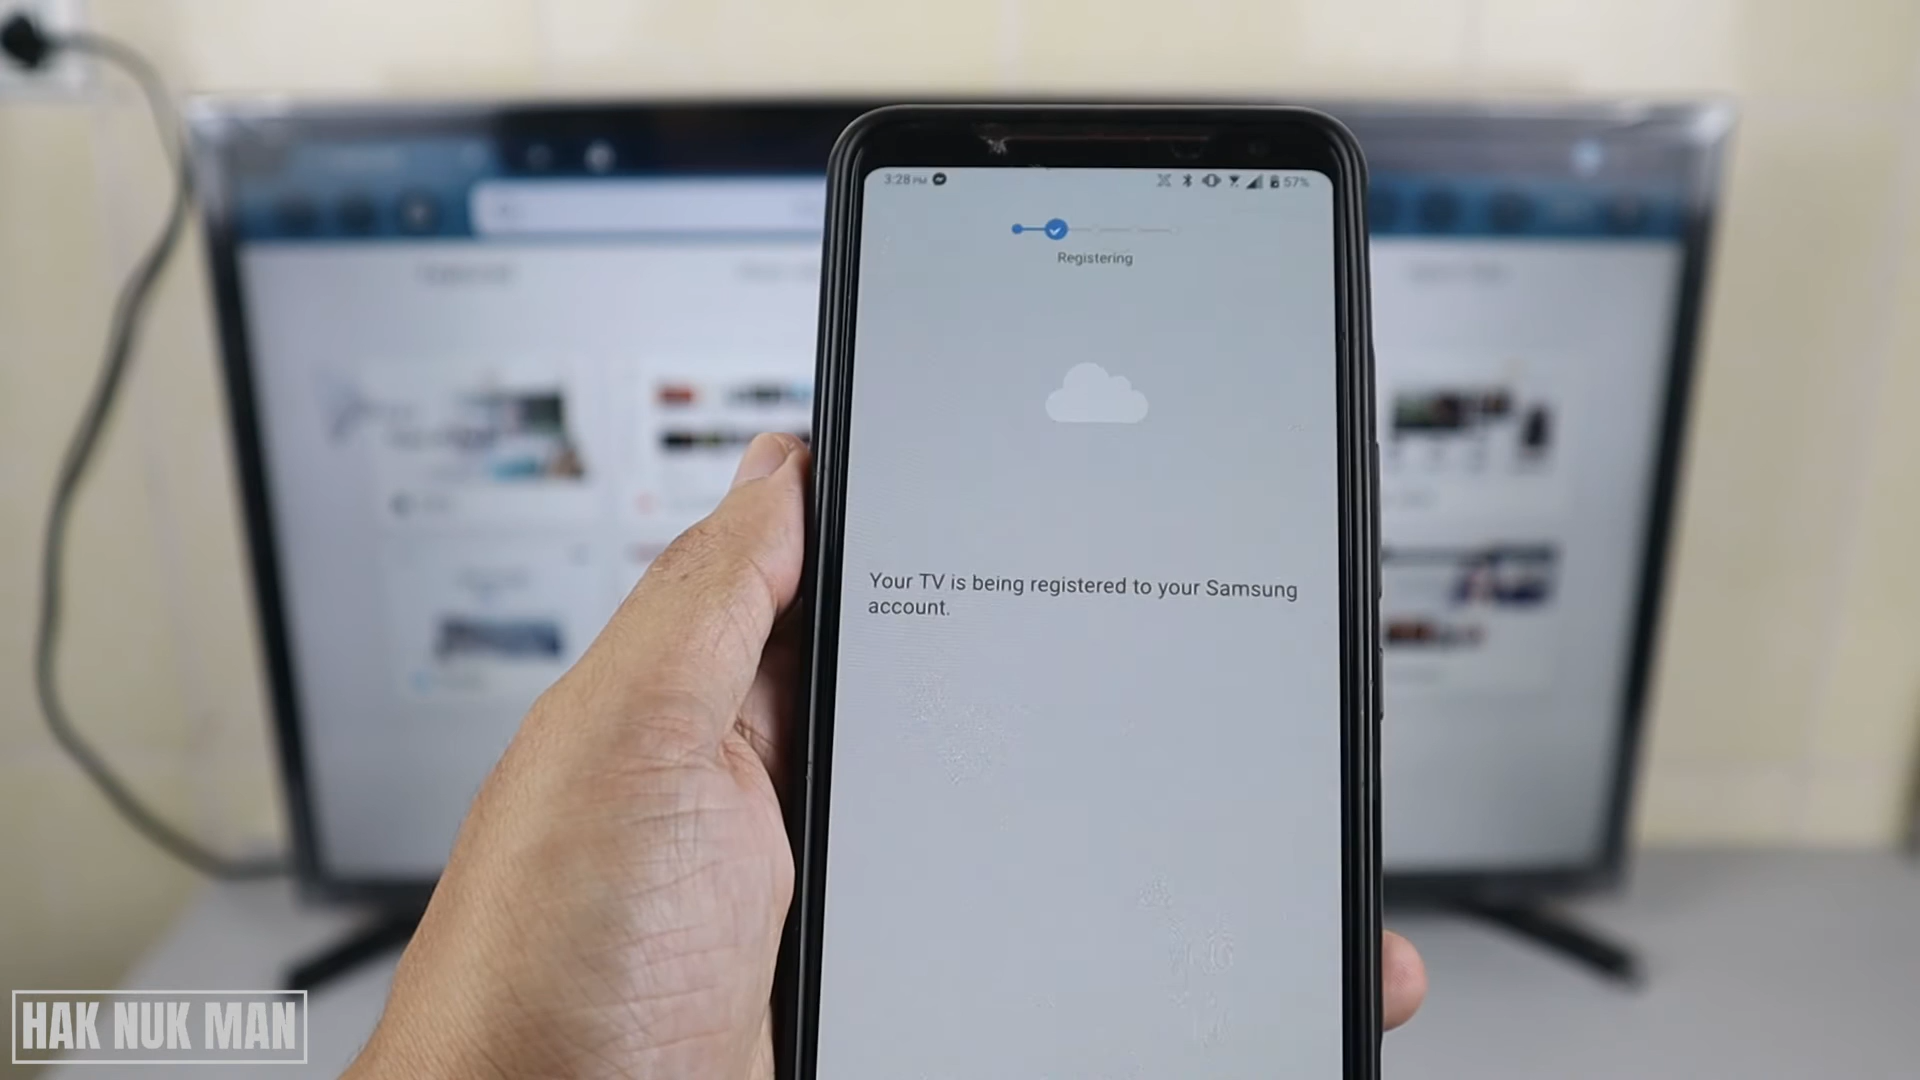 3:28 PM
57%
Registering
Your TV is being registered to your Samsung
account.
HAK NUK MAN